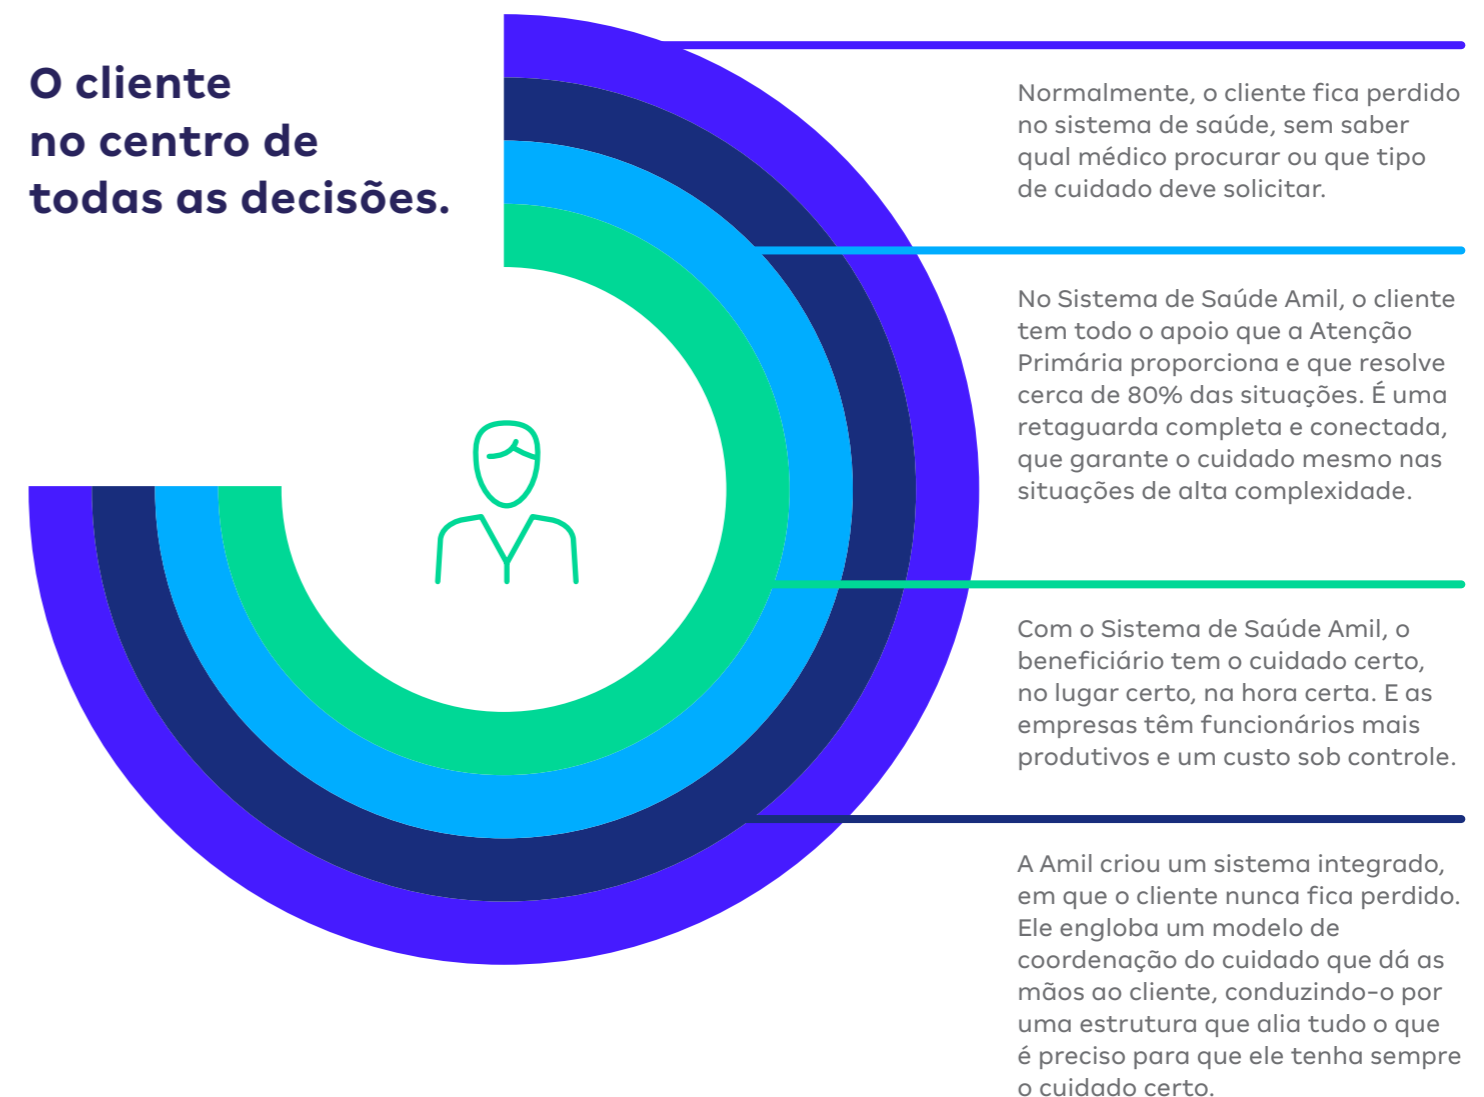 O cliente
no centro de
todas as decisões.
Normalmente, o cliente fica perdido
no sistema de saúde, sem saber
qual médico procurar ou que tipo
de cuidado deve solicitar.
No Sistema de Saúde Amil, o cliente
tem todo o apoio que a Atenção
Primária proporciona e que resolve
cerca de 80% das situações. É uma
retaguarda completa e conectada,
que garante o cuidado mesmo nas
situações de alta complexidade.
Com o Sistema de Saúde Amil, o
beneficiário tem o cuidado certo,
no lugar certo, na hora certa. E as
empresas têm funcionários mais
produtivos e um custo sob controle.
A Amil criou um sistema integrado,
em que o cliente nunca fica perdido.
Ele engloba um modelo de
coordenação do cuidado que dá as
mãos ao cliente, conduzindo-o por
uma estrutura que alia tudo o que
é preciso para que ele tenha sempre
o cuidado certo.